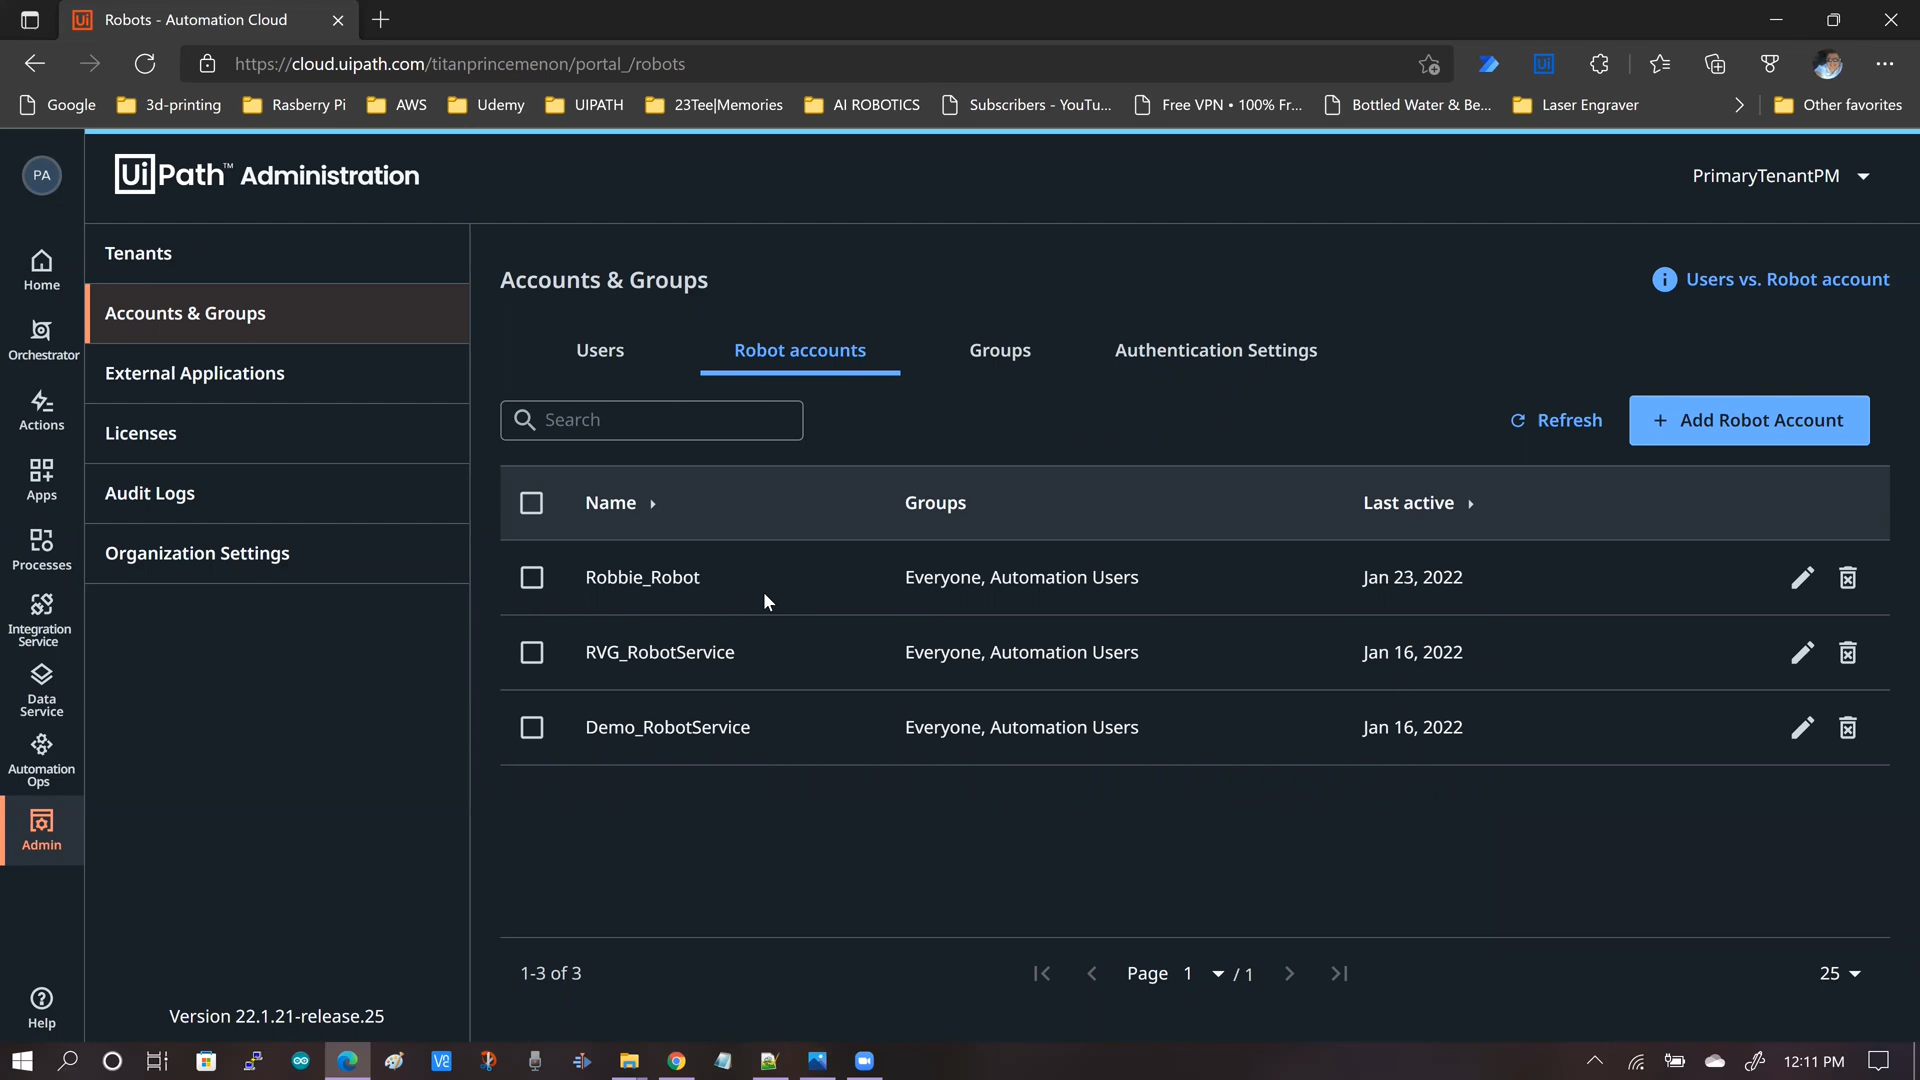 Robots - Automation Cloud
https://cloud.uipath.com/titanprincemenon/portal_/robots
Google 3d-printing Rasberry Pi AWS Udemy UIPATH 23Tee|Memories AI ROBOTICS Subscribers - YouTu... Free VPN • 100% Fr... Bottled Water & Be... Laser Engraver Other favorites
PA
UiPath™ Administration
PrimaryTenantPM
Home
Orchestrator
Actions
Apps
Processes
Integration
Service
Data
Service
Automation
Ops
Admin
Help
Tenants
Accounts & Groups
External Applications
Licenses
Audit Logs
Organization Settings
Version 22.1.21-release.25
Accounts & Groups
Users vs. Robot account
Users Robot accounts Groups Authentication Settings
Search
Refresh
+ Add Robot Account
Name Groups Last active
Robbie_Robot Everyone, Automation Users Jan 23, 2022
RVG_RobotService Everyone, Automation Users Jan 16, 2022
Demo_RobotService Everyone, Automation Users Jan 16, 2022
1-3 of 3
Page 1 / 1
25
12:11 PM